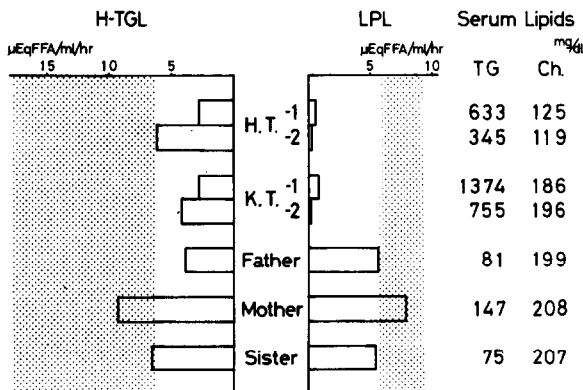 H-TGL LPL Serum Lipids
μEqFFA/ml/hr μEqFFA/ml/hr mg/dl
10 5 5 10 TG Ch.
H.T. -1 633 125
-2 345 119
K.T. -1 1374 186
-2 755 196
Father 81 199
Mother 147 208
Sister 75 207